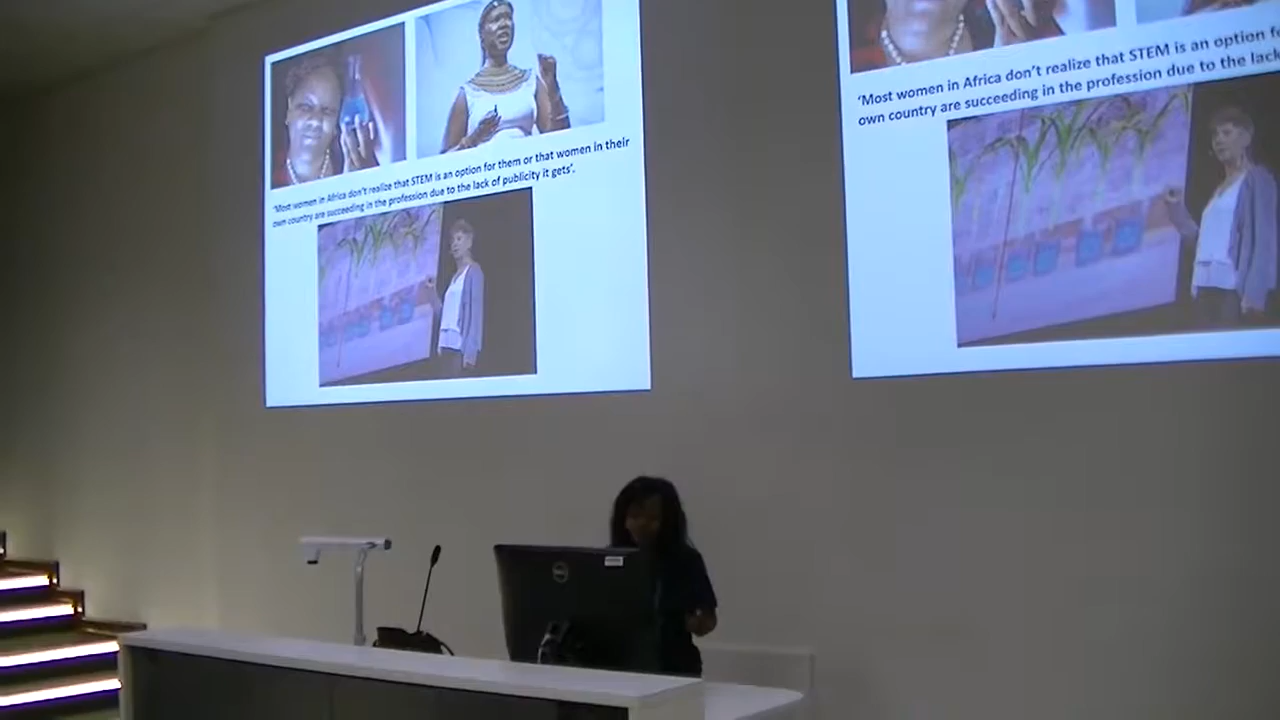 'Most women in Africa don't realize that STEM is an option for them or that women in their
own country are succeeding in the profession due to the lack of publicity it gets'.
'Most women in Africa don't realize that STEM is an option f
own country are succeeding in the profession due to the lack
DELL